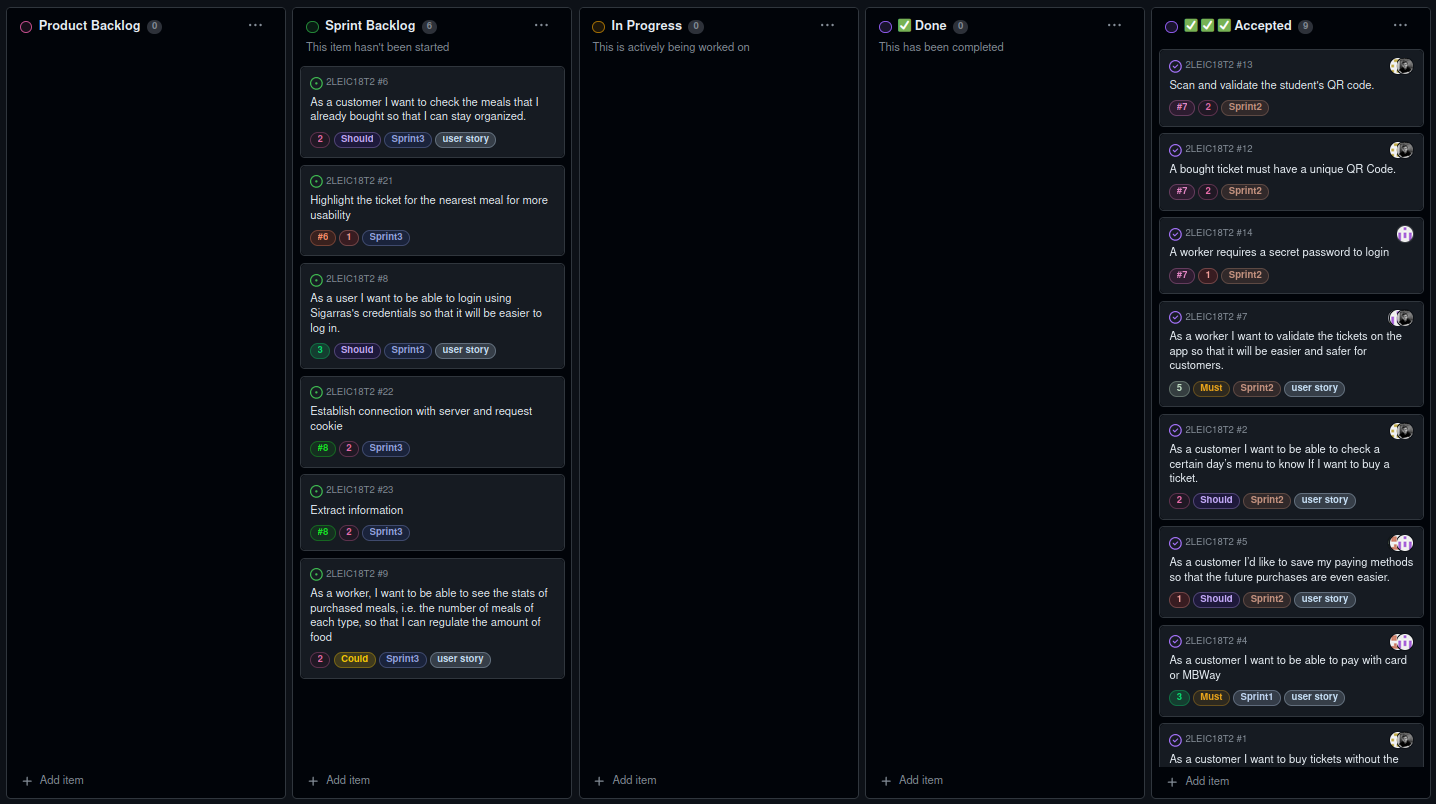 Product Backlog 0 ...
Sprint Backlog 6 ...
This item hasn't been started
2LEIC18T2 #6
As a customer I want to check the meals that I
already bought so that I can stay organized.
2 Should Sprint3 user story
2LEIC18T2 #21
Highlight the ticket for the nearest meal for more
usability
#6 1 Sprint3
2LEIC18T2 #8
As a user I want to be able to login using
Sigarras's credentials so that it will be easier to
log in.
3 Should Sprint3 user story
2LEIC18T2 #22
Establish connection with server and request
cookie
#8 2 Sprint3
2LEIC18T2 #23
Extract information
#8 2 Sprint3
2LEIC18T2 #9
As a worker, I want to be able to see the stats of
purchased meals, i.e. the number of meals of
each type, so that I can regulate the amount of
food
2 Could Sprint3 user story
In Progress 0 ...
This is actively being worked on
✅ Done 0 ...
This has been completed
✅ ✅ ✅ Accepted 9 ...
2LEIC18T2 #13
Scan and validate the student's QR code.
#7 2 Sprint2
2LEIC18T2 #12
A bought ticket must have a unique QR Code.
#7 2 Sprint2
2LEIC18T2 #14
A worker requires a secret password to login
#7 1 Sprint2
2LEIC18T2 #7
As a worker I want to validate the tickets on the
app so that it will be easier and safer for
customers.
5 Must Sprint2 user story
2LEIC18T2 #2
As a customer I want to be able to check a
certain day's menu to know If I want to buy a
ticket.
2 Should Sprint2 user story
2LEIC18T2 #5
As a customer I'd like to save my paying methods
so that the future purchases are even easier.
1 Should Sprint2 user story
2LEIC18T2 #4
As a customer I want to be able to pay with card
or MBWay
3 Must Sprint1 user story
2LEIC18T2 #1
As a customer I want to buy tickets without the
+ Add item
+ Add item
+ Add item
+ Add item
+ Add item